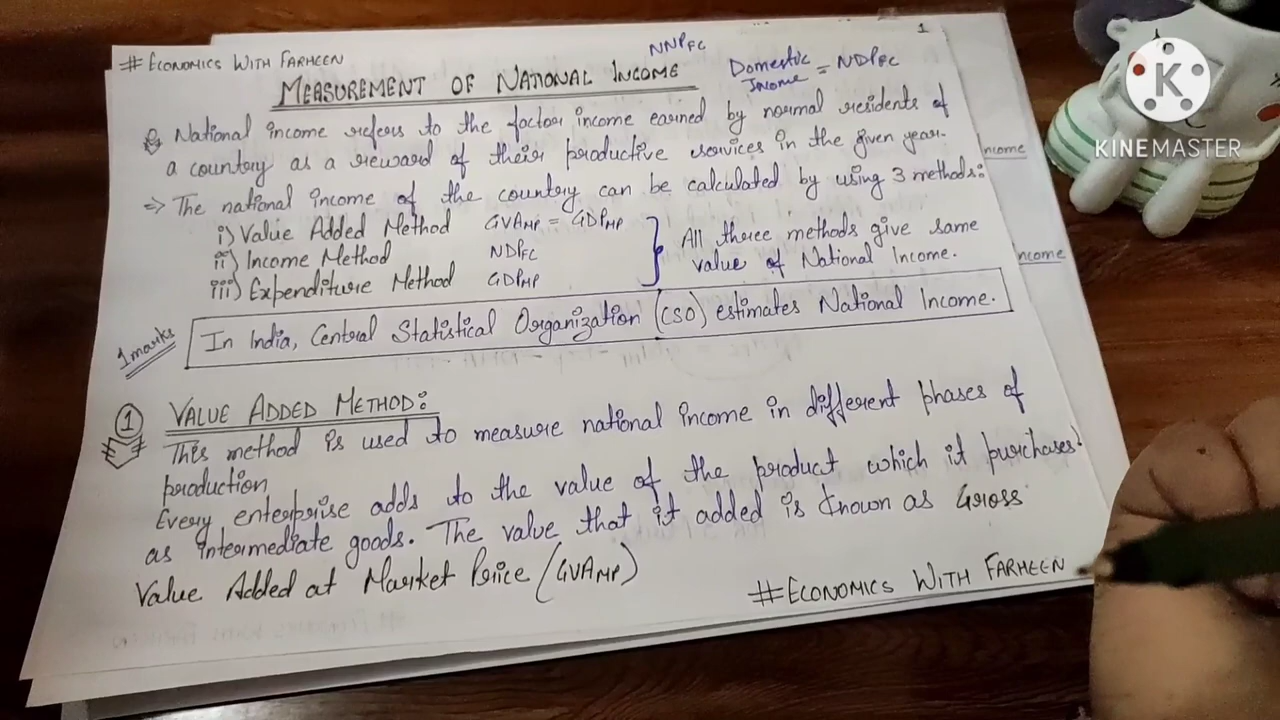 1
# ECONOMICS WITH FARHEEN
NNPFC
MEASUREMENT OF NATIONAL INCOME
Domestic Income = NDPFC
National income refers to the factor income earned by normal residents of
a country as a reward of their productive services in the given year.
⇒ The national income of the country can be calculated by using 3 methods:
i) Value Added Method GVAMP = GDPMP
ii) Income Method NDPFC
iii) Expenditure Method GDPMP
All three methods give same
value of National Income.
1 marks
In India, Central Statistical Organization (CSO) estimates National Income.
① VALUE ADDED METHOD:
This method is used to measure national income in different phases of
production
Every enterprise adds to the value of the product which it purchases
as intermediate goods. The value that it added is known as Gross
Value Added at Market Price (GVAMP)
#ECONOMICS WITH FARHEEN
ncome
ncome
K
KINEMASTER